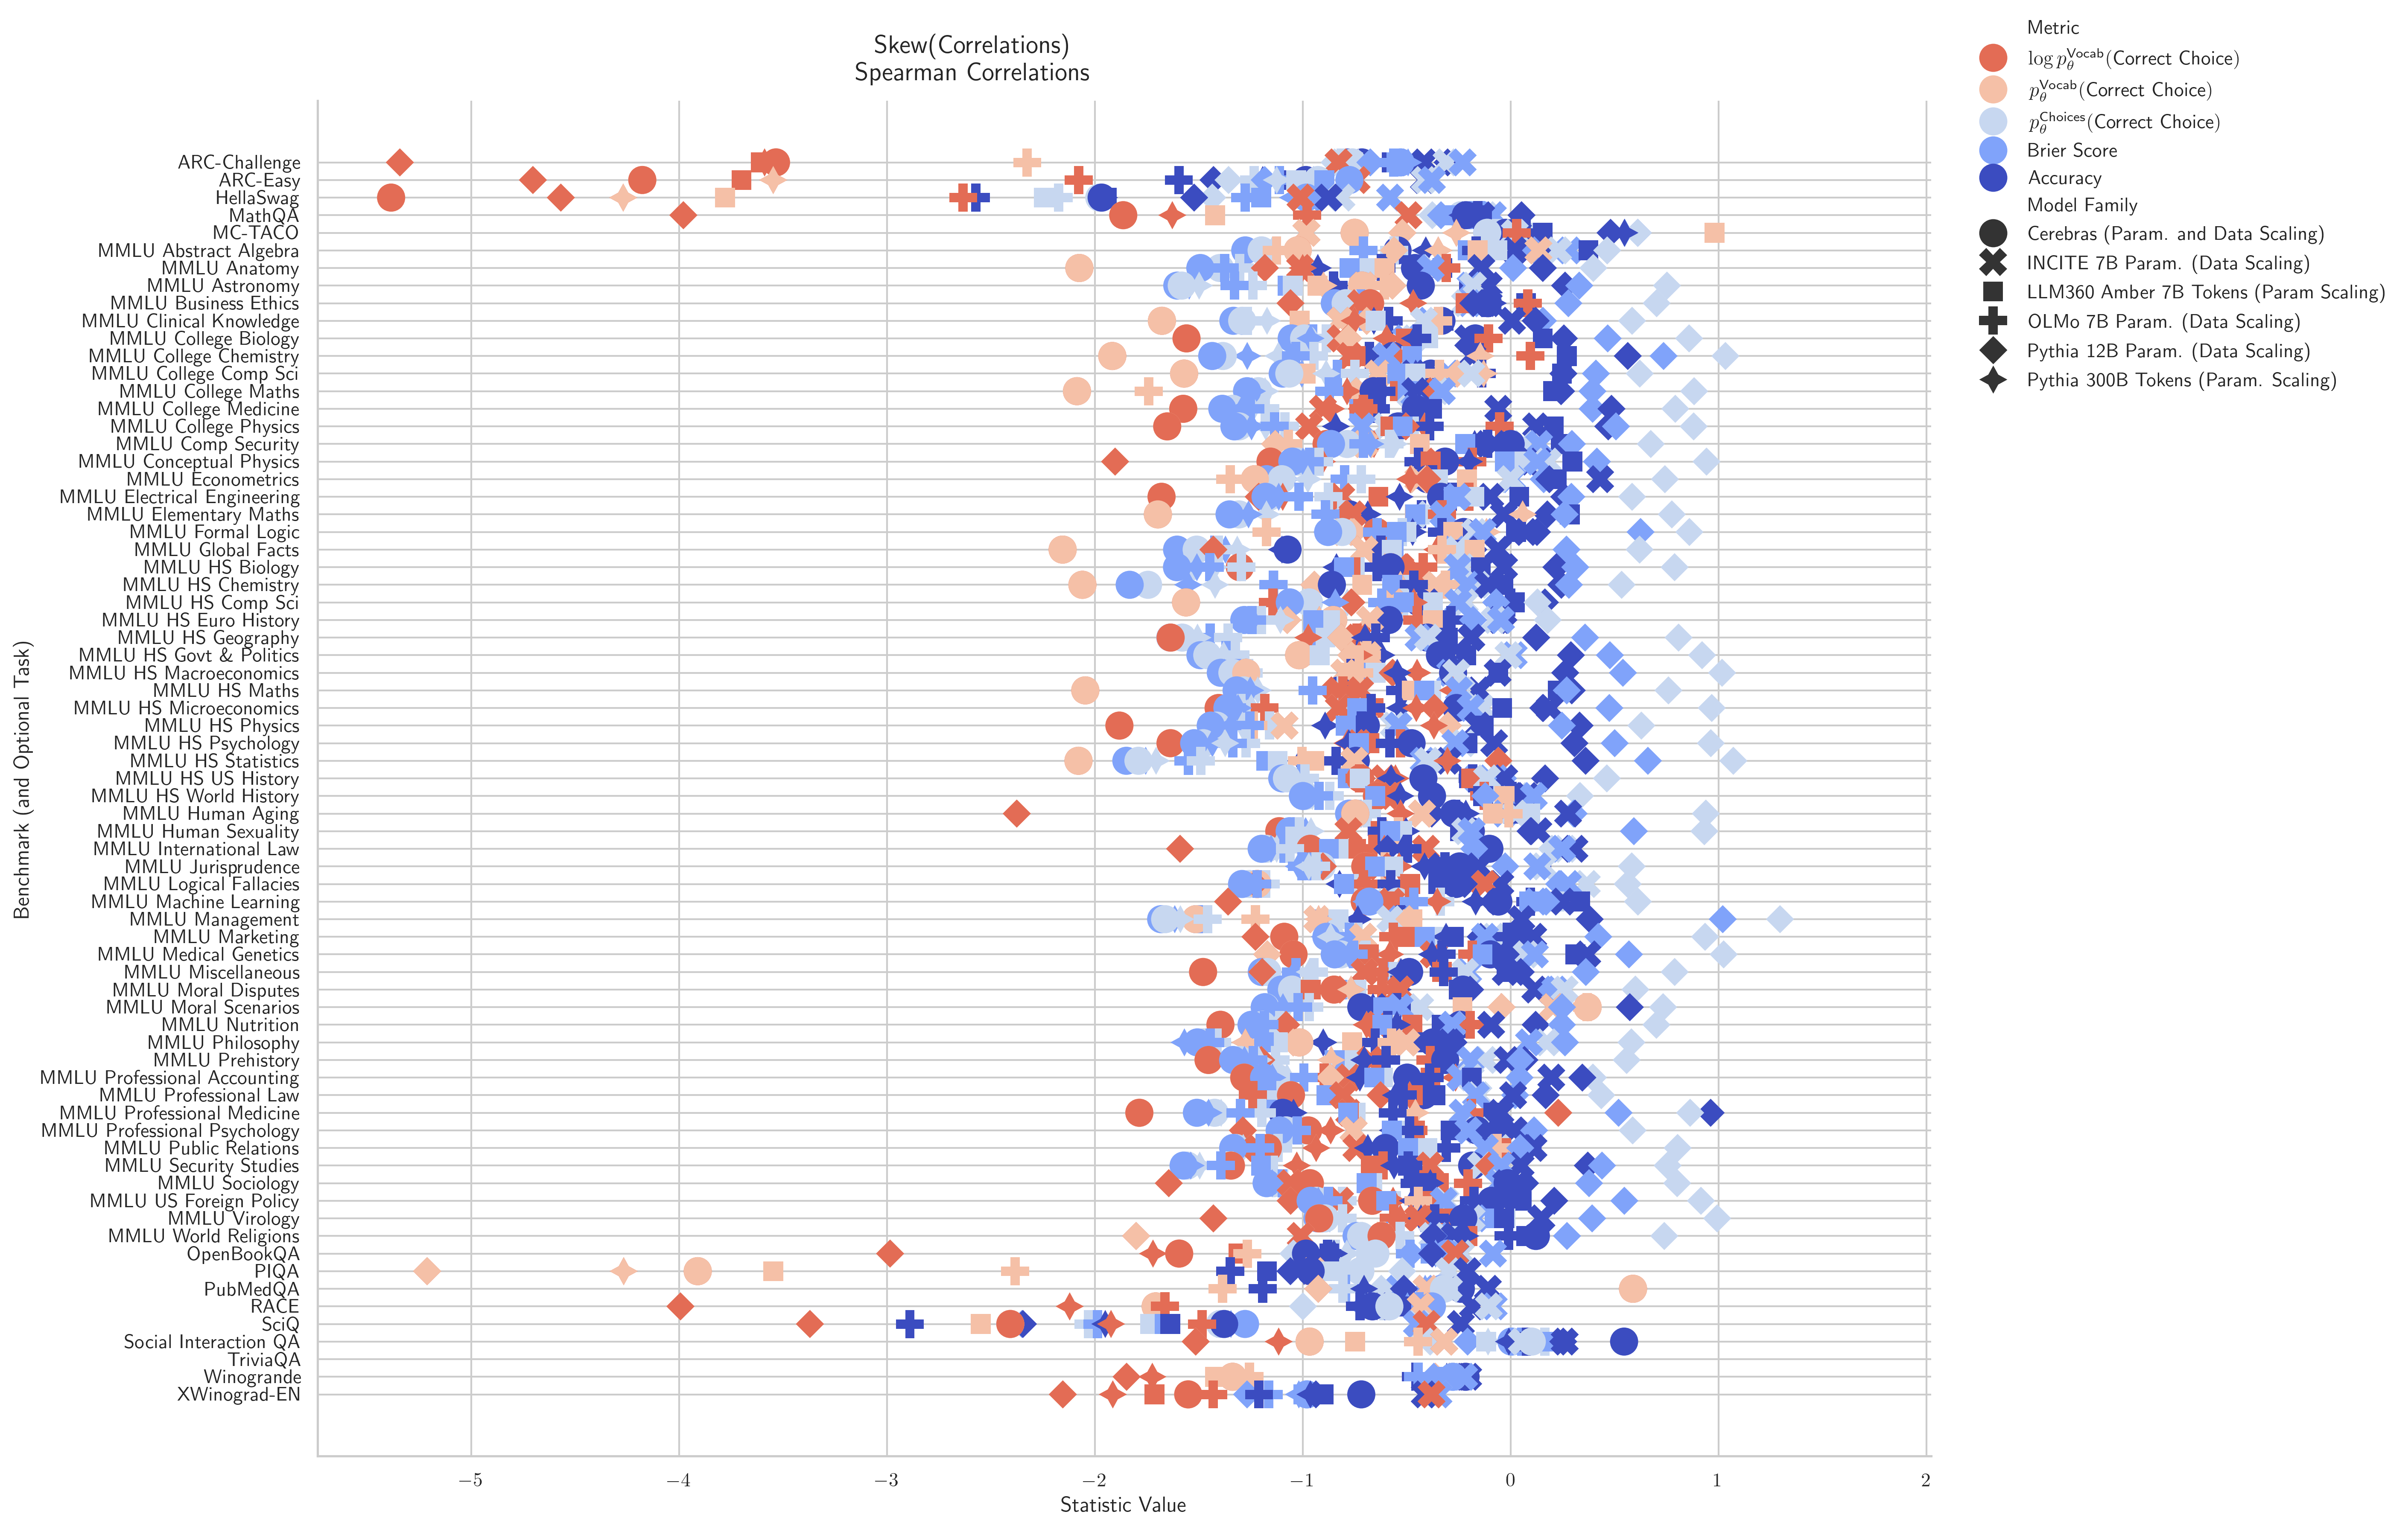 Skew(Correlations)
Spearman Correlations
Metric
log p_θ^Vocab(Correct Choice)
p_θ^Vocab(Correct Choice)
p_θ^Choices(Correct Choice)
Brier Score
Accuracy
Model Family
Cerebras (Param. and Data Scaling)
INCITE 7B Param. (Data Scaling)
LLM360 Amber 7B Tokens (Param Scaling)
OLMo 7B Param. (Data Scaling)
Pythia 12B Param. (Data Scaling)
Pythia 300B Tokens (Param. Scaling)
Benchmark (and Optional Task)
ARC-Challenge
ARC-Easy
HellaSwag
MathQA
MC-TACO
MMLU Abstract Algebra
MMLU Anatomy
MMLU Astronomy
MMLU Business Ethics
MMLU Clinical Knowledge
MMLU College Biology
MMLU College Chemistry
MMLU College Comp Sci
MMLU College Maths
MMLU College Medicine
MMLU College Physics
MMLU Comp Security
MMLU Conceptual Physics
MMLU Econometrics
MMLU Electrical Engineering
MMLU Elementary Maths
MMLU Formal Logic
MMLU Global Facts
MMLU HS Biology
MMLU HS Chemistry
MMLU HS Comp Sci
MMLU HS Euro History
MMLU HS Geography
MMLU HS Govt & Politics
MMLU HS Macroeconomics
MMLU HS Maths
MMLU HS Microeconomics
MMLU HS Physics
MMLU HS Psychology
MMLU HS Statistics
MMLU HS US History
MMLU HS World History
MMLU Human Aging
MMLU Human Sexuality
MMLU International Law
MMLU Jurisprudence
MMLU Logical Fallacies
MMLU Machine Learning
MMLU Management
MMLU Marketing
MMLU Medical Genetics
MMLU Miscellaneous
MMLU Moral Disputes
MMLU Moral Scenarios
MMLU Nutrition
MMLU Philosophy
MMLU Prehistory
MMLU Professional Accounting
MMLU Professional Law
MMLU Professional Medicine
MMLU Professional Psychology
MMLU Public Relations
MMLU Security Studies
MMLU Sociology
MMLU US Foreign Policy
MMLU Virology
MMLU World Religions
OpenBookQA
PIQA
PubMedQA
RACE
SciQ
Social Interaction QA
TriviaQA
Winogrande
XWinograd-EN
−5 −4 −3 −2 −1 0 1 2
Statistic Value